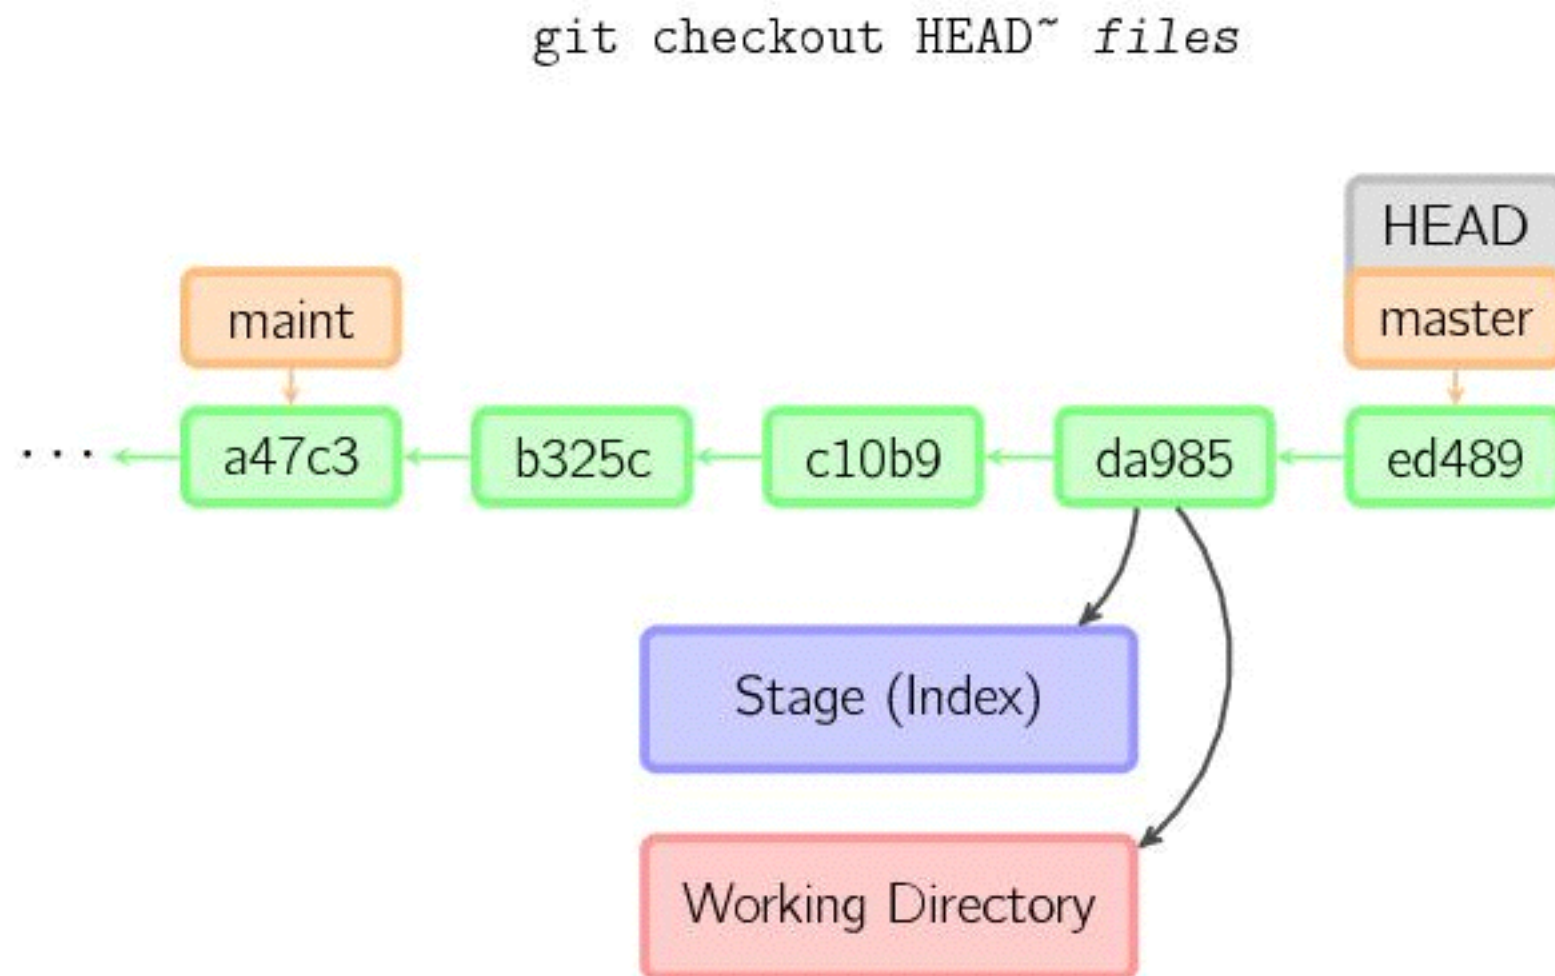 git checkout HEAD~ files
HEAD
maint
master
... a47c3 b325c c10b9 da985 ed489
Stage (Index)
Working Directory